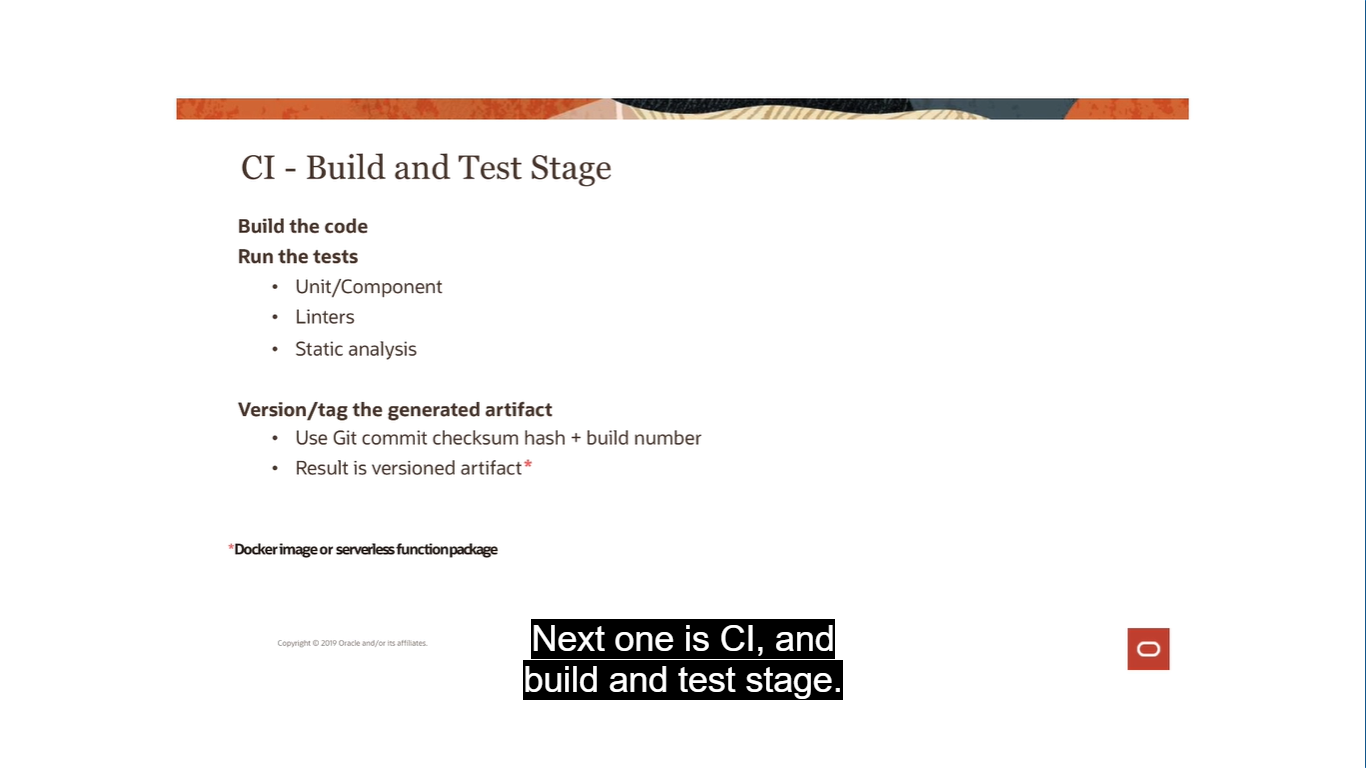 CI - Build and Test Stage
Build the code
Run the tests
• Unit/Component
• Linters
• Static analysis
Version/tag the generated artifact
• Use Git commit checksum hash + build number
• Result is versioned artifact*
*Docker image or serverless function package
Copyright © 2019 Oracle and/or its affiliates.
Next one is CI, and
build and test stage.